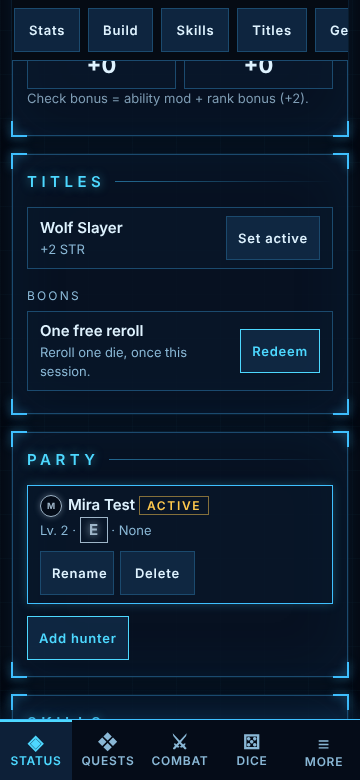 Stats Build Skills Titles Ge
+0 +0
Check bonus = ability mod + rank bonus (+2).
TITLES
Wolf Slayer
+2 STR
Set active
BOONS
One free reroll
Reroll one die, once this
session.
Redeem
PARTY
M Mira Test ACTIVE
Lv. 2 · E · None
Rename Delete
Add hunter
STATUS QUESTS COMBAT DICE MORE